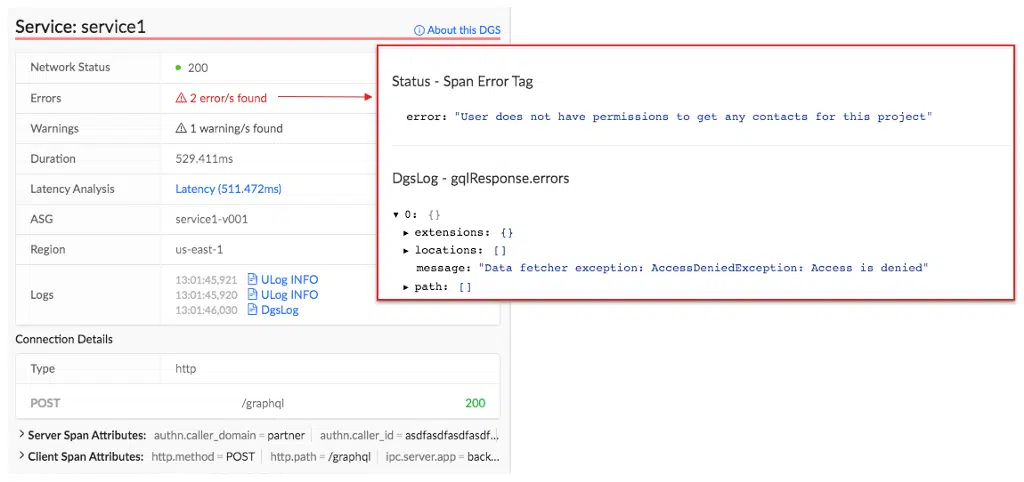 Service: service1
About this DGS
Network Status 200
Errors 2 error/s found
Warnings 1 warning/s found
Duration 529.411ms
Latency Analysis Latency (511.472ms)
ASG service1-v001
Region us-east-1
Logs
13:01:45,921 ULog INFO
13:01:45,920 ULog INFO
13:01:46,030 DgsLog
Connection Details
Type http
POST /graphql 200
Server Span Attributes: authn.caller_domain = partner authn.caller_id = asdfasdfasdfasdf...
Client Span Attributes: http.method = POST http.path = /graphql ipc.server.app = back...
Status - Span Error Tag
error: "User does not have permissions to get any contacts for this project"
DgsLog - gqlResponse.errors
▼ 0: {}
▶ extensions: {}
▶ locations: []
message: "Data fetcher exception: AccessDeniedException: Access is denied"
▶ path: []